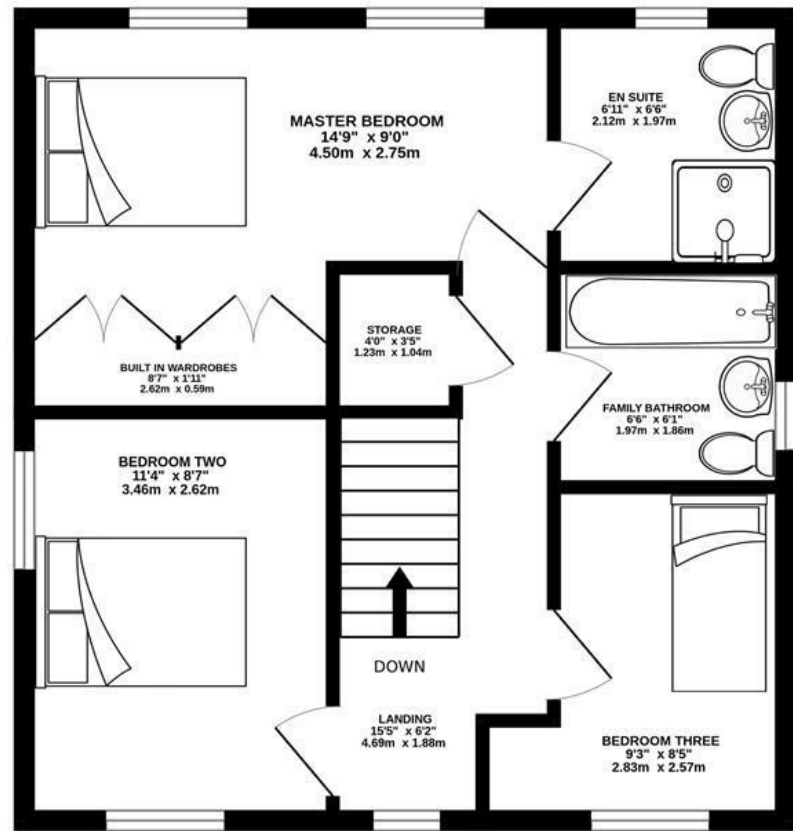 MASTER BEDROOM
14'9" x 9'0"
4.50m x 2.75m
EN SUITE
6'11" x 6'6"
2.12m x 1.97m
STORAGE
4'0" x 3'5"
1.23m x 1.04m
BUILT IN WARDROBES
8'7" x 1'11"
2.62m x 0.59m
FAMILY BATHROOM
6'6" x 6'1"
1.97m x 1.86m
BEDROOM TWO
11'4" x 8'7"
3.46m x 2.62m
DOWN
LANDING
15'5" x 6'2"
4.69m x 1.88m
BEDROOM THREE
9'3" x 8'5"
2.83m x 2.57m